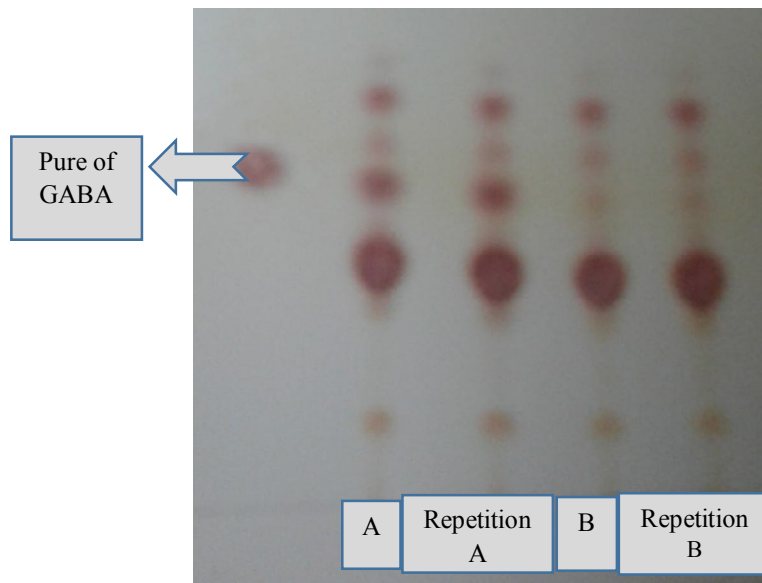 Pure of
GABA
A
Repetition
A
B
Repetition
B